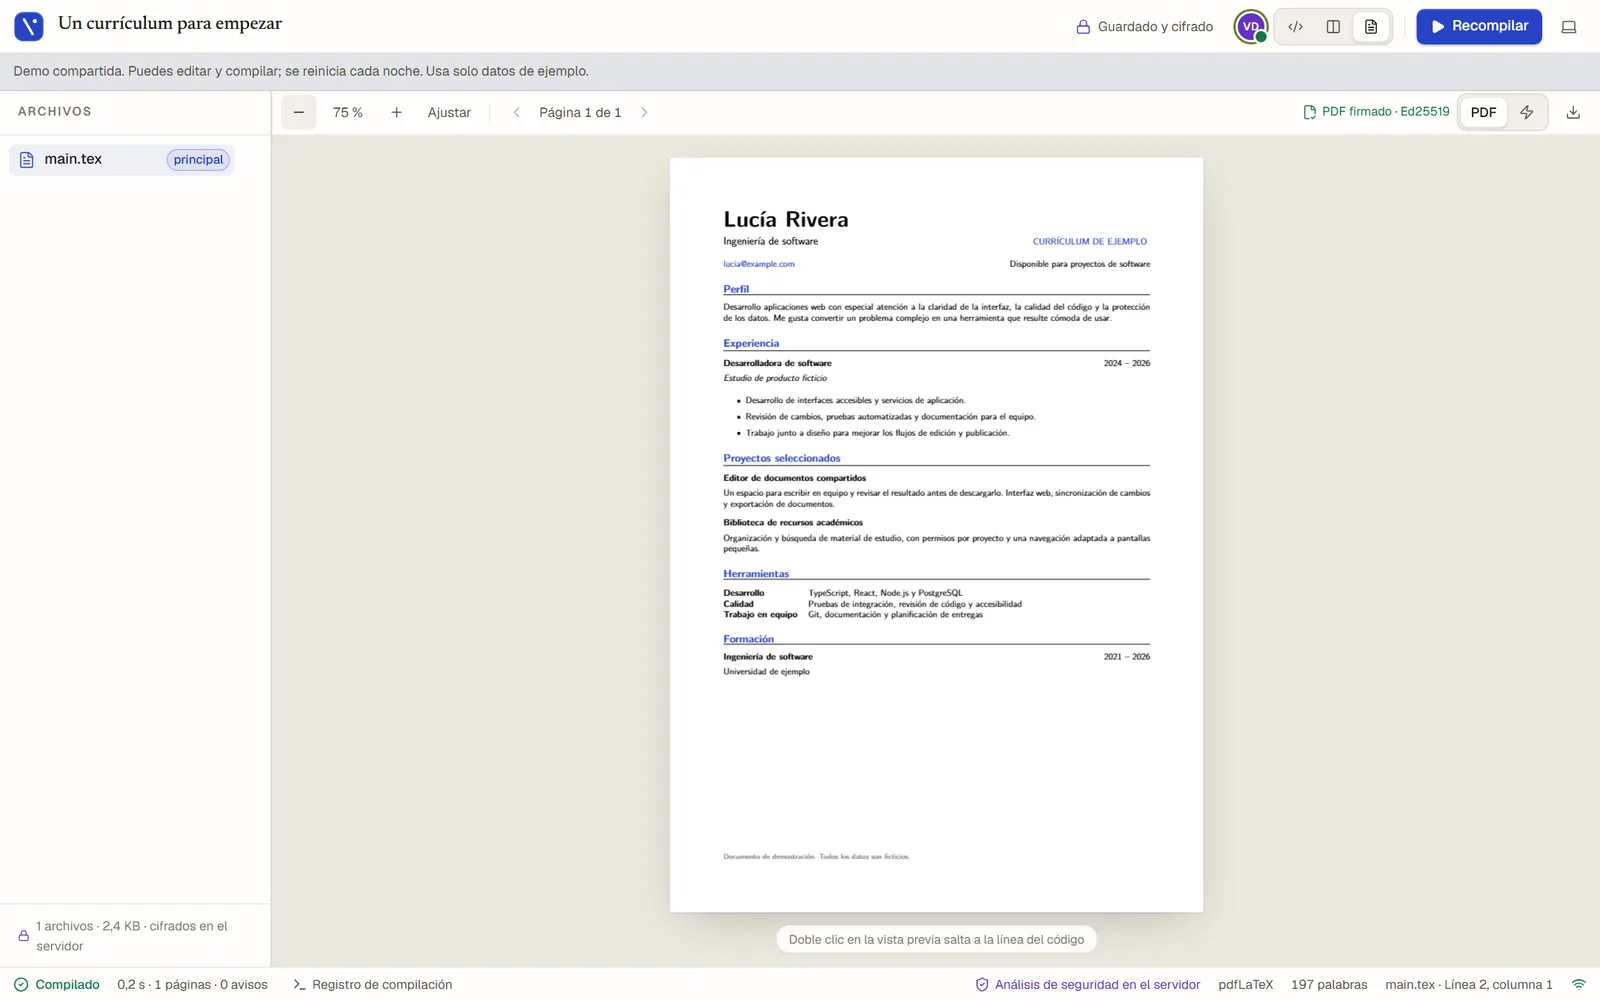 Un currículum para empezar
Guardado y cifrado
VD
Recompilar
Demo compartida. Puedes editar y compilar; se reinicia cada noche. Usa solo datos de ejemplo.
ARCHIVOS
75 %
Ajustar
Página 1 de 1
PDF firmado · Ed25519
PDF
main.tex
principal
Lucía Rivera
Ingeniería de software
CURRÍCULUM DE EJEMPLO
lucia@example.com
Disponible para proyectos de software
Perfil
Desarrollo aplicaciones web con especial atención a la claridad de la interfaz, la calidad del código y la protección
de los datos. Me gusta convertir un problema complejo en una herramienta que resulte cómoda de usar.
Experiencia
Desarrolladora de software
2024 – 2026
Estudio de producto ficticio
• Desarrollo de interfaces accesibles y servicios de aplicación.
• Revisión de cambios, pruebas automatizadas y documentación para el equipo.
• Trabajo junto a diseño para mejorar los flujos de edición y publicación.
Proyectos seleccionados
Editor de documentos compartidos
Un espacio para escribir en equipo y revisar el resultado antes de descargarlo. Interfaz web, sincronización de cambios
y exportación de documentos.
Biblioteca de recursos académicos
Organización y búsqueda de material de estudio, con permisos por proyecto y una navegación adaptada a pantallas
pequeñas.
Herramientas
Desarrollo TypeScript, React, Node.js y PostgreSQL
Calidad Pruebas de integración, revisión de código y accesibilidad
Trabajo en equipo Git, documentación y planificación de entregas
Formación
Ingeniería de software
2021 – 2026
Universidad de ejemplo
Documento de demostración. Todos los datos son ficticios.
Doble clic en la vista previa salta a la línea del código
1 archivos · 2,4 KB · cifrados en el
servidor
Compilado
0,2 s · 1 páginas · 0 avisos
Registro de compilación
Análisis de seguridad en el servidor
pdfLaTeX
197 palabras
main.tex · Línea 2, columna 1